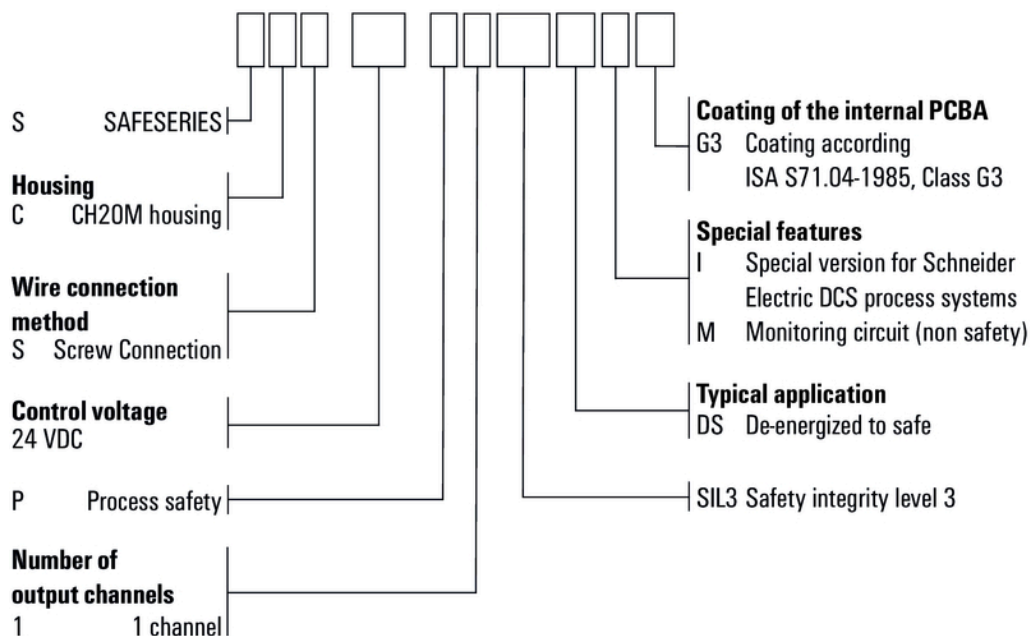 S SAFESERIES
Housing
C CH20M housing
Wire connection
method
S Screw Connection
Control voltage
24 VDC
P Process safety
Number of
output channels
1 1 channel
Coating of the internal PCBA
G3 Coating according
ISA S71.04-1985, Class G3
Special features
I Special version for Schneider
Electric DCS process systems
M Monitoring circuit (non safety)
Typical application
DS De-energized to safe
SIL3 Safety integrity level 3